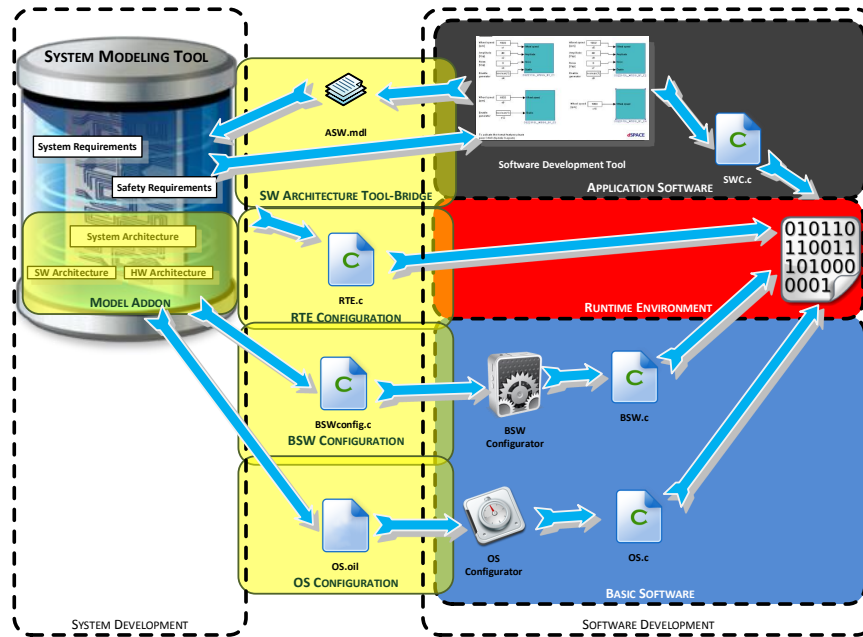 SYSTEM MODELING TOOL
System Requirements
Safety Requirements
System Architecture
SW Architecture
HW Architecture
MODEL ADDON
SYSTEM DEVELOPMENT
ASW.mdl
SW ARCHITECTURE TOOL-BRIDGE
C
RTE.c
RTE CONFIGURATION
C
BSWconfig.c
BSW CONFIGURATION
OS.oil
OS CONFIGURATION
dSPACE
Software Development Tool
C
SWC.c
APPLICATION SOFTWARE
010110
110011
101000
0001
RUNTIME ENVIRONMENT
BSW
Configurator
C
BSW.c
OS
Configurator
C
OS.c
BASIC SOFTWARE
SOFTWARE DEVELOPMENT